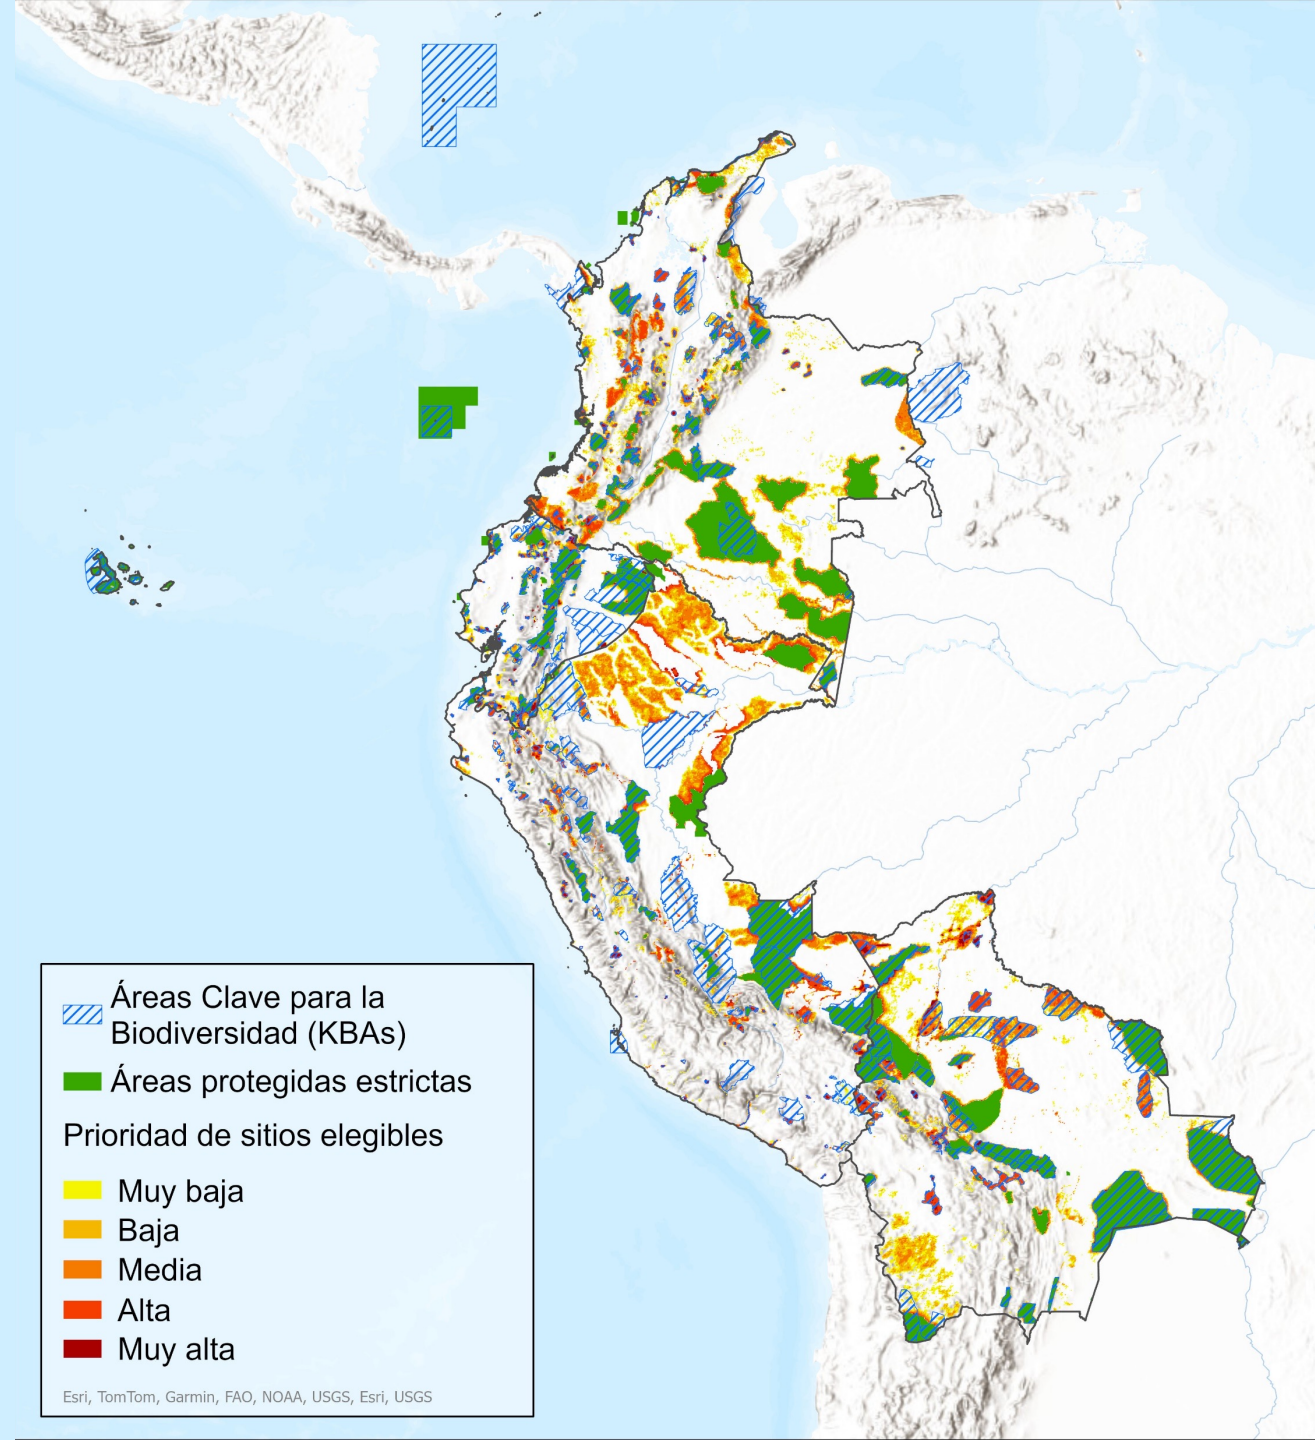 Áreas Clave para la
Biodiversidad (KBAs)
Áreas protegidas estrictas
Prioridad de sitios elegibles
Muy baja
Baja
Media
Alta
Muy alta
Esri, TomTom, Garmin, FAO, NOAA, USGS, Esri, USGS